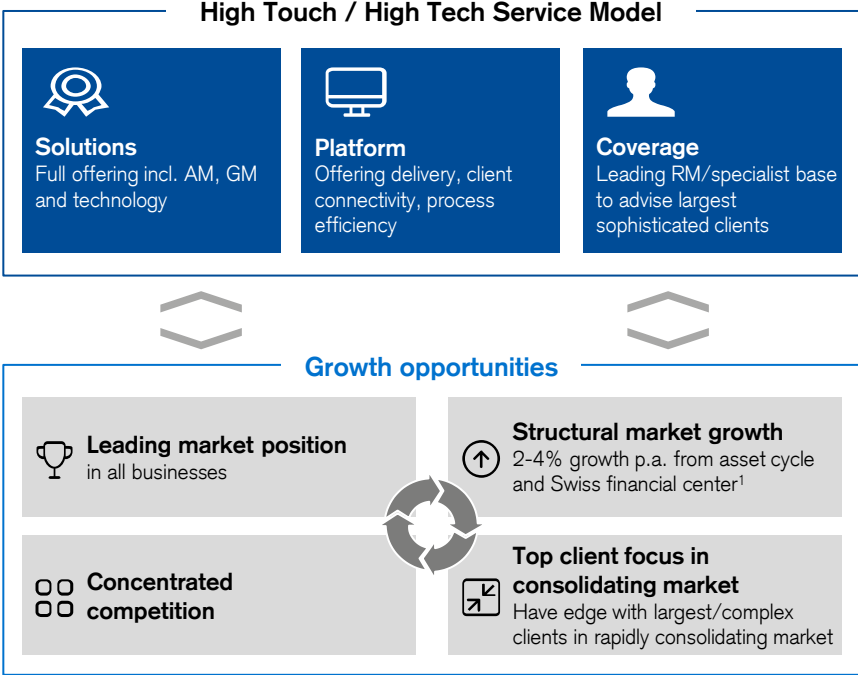 High Touch / High Tech Service Model
Solutions
Full offering incl. AM, GM
and technology
Platform
Offering delivery, client
connectivity, process
efficiency
Coverage
Leading RM/specialist base
to advise largest
sophisticated clients
Growth opportunities
Leading market position
in all businesses
Structural market growth
2-4% growth p.a. from asset cycle
and Swiss financial center¹
Concentrated
competition
Top client focus in
consolidating market
Have edge with largest/complex
clients in rapidly consolidating market